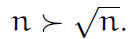 n ≻ √n.